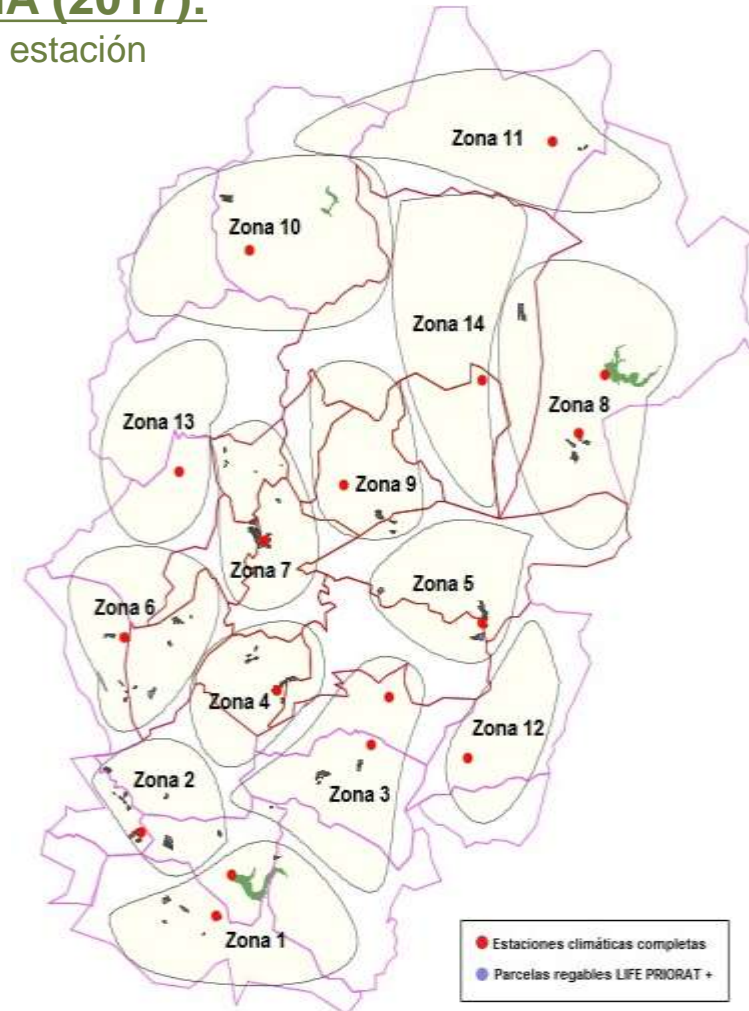 (2017):
estación
Zona 11
Zona 10
Zona 14
Zona 8
Zona 13
Zona 9
Zona 7
Zona 5
Zona 6
Zona 4
Zona 12
Zona 2
Zona 3
Zona 1
Estaciones climáticas completas
Parcelas regables LIFE PRIORAT +